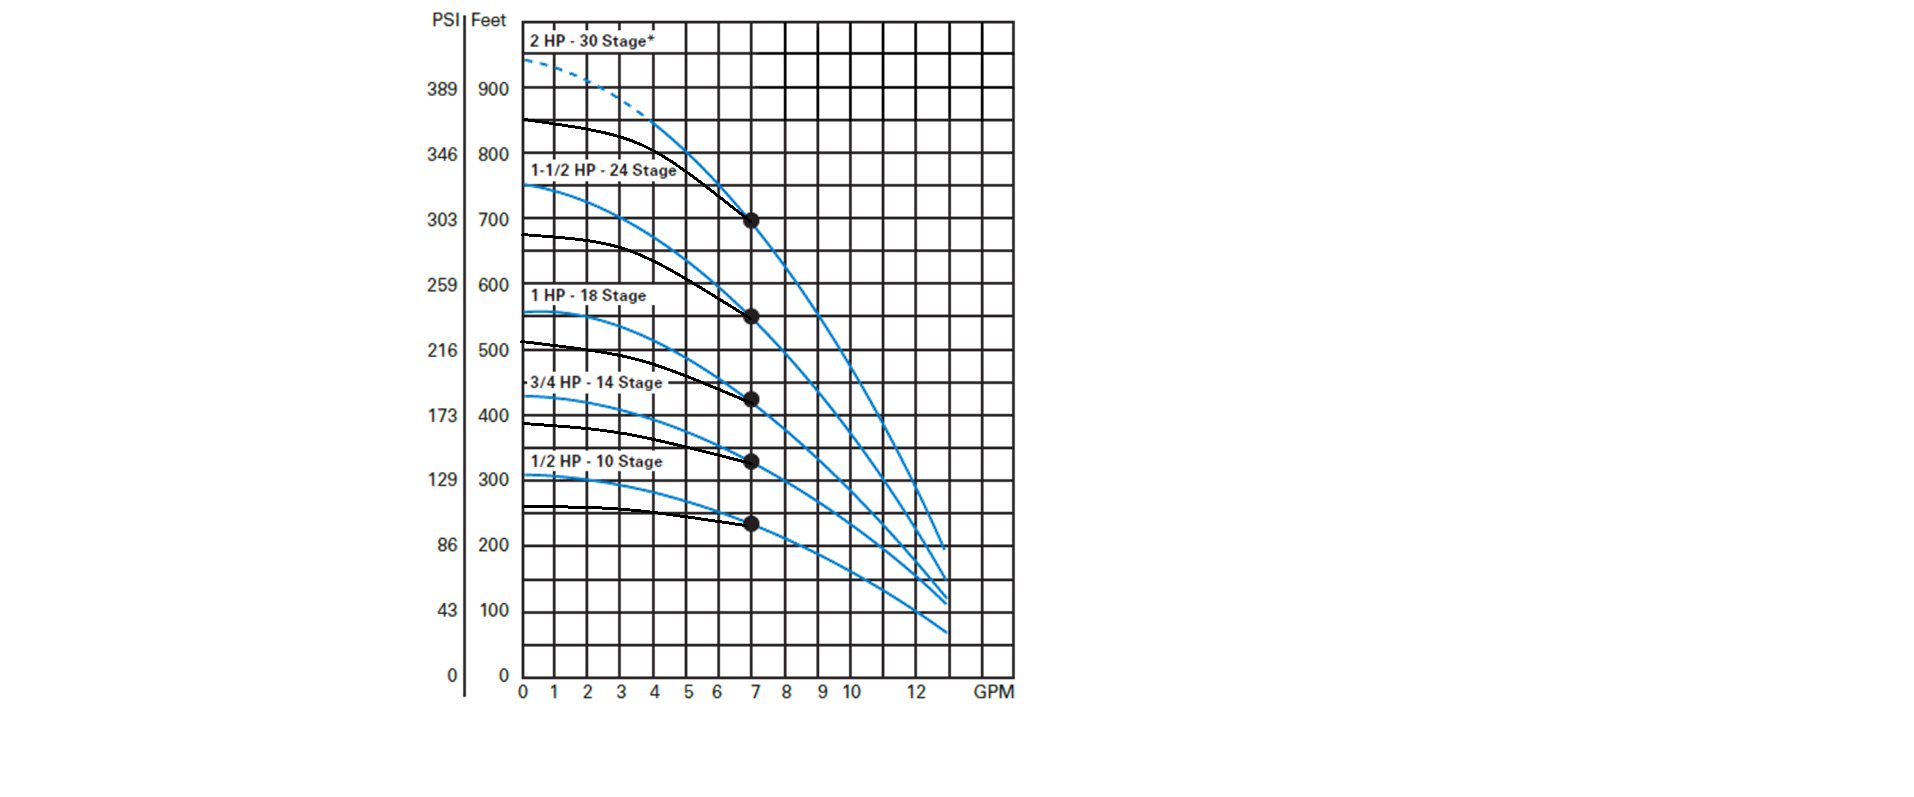 PSI Feet
2 HP - 30 Stage*
389 900
346 800
1-1/2 HP - 24 Stage
303 700
259 600
1 HP - 18 Stage
216 500
3/4 HP - 14 Stage
173 400
1/2 HP - 10 Stage
129 300
86 200
43 100
0 0
0 1 2 3 4 5 6 7 8 9 10 12 GPM